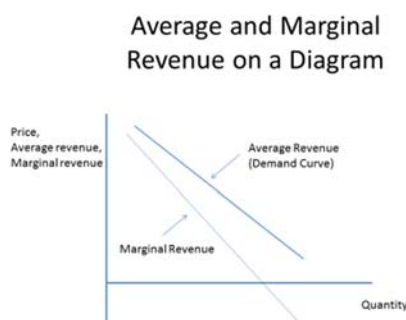 Average and Marginal
Revenue on a Diagram
Price,
Average revenue,
Marginal revenue
Average Revenue
(Demand Curve)
Marginal Revenue
Quantity